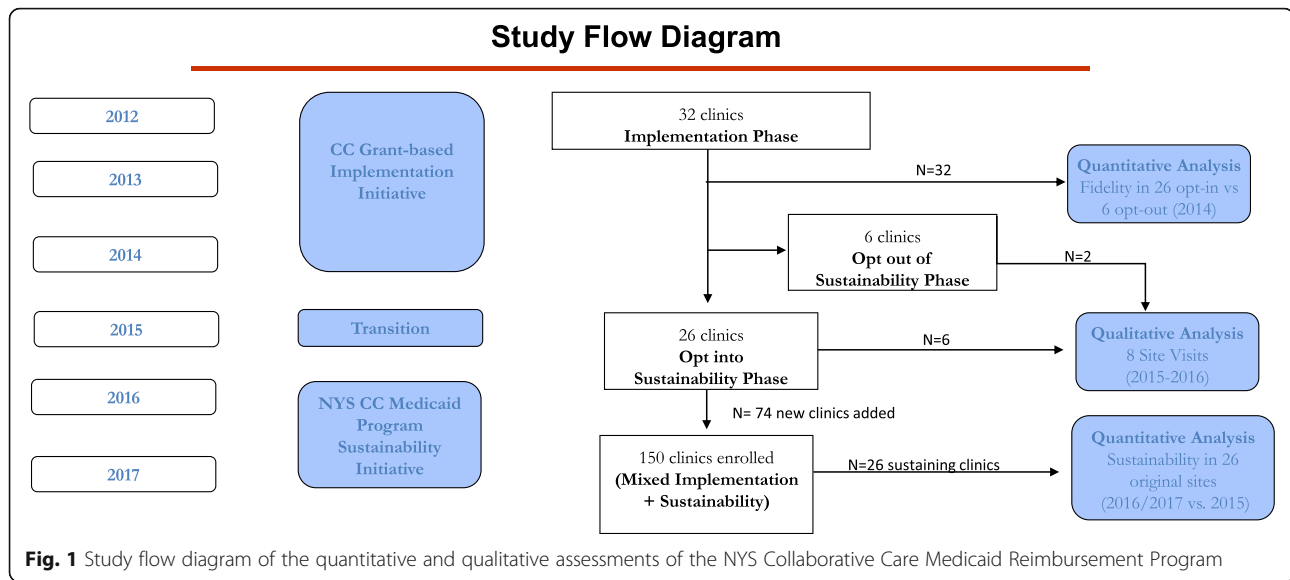 Study Flow Diagram
2012
2013
2014
2015
2016
2017
CC Grant-based
Implementation
Initiative
Transition
NYS CC Medicaid
Program
Sustainability
Initiative
32 clinics
Implementation Phase
N=32
Quantitative Analysis
Fidelity in 26 opt-in vs
6 opt-out (2014)
6 clinics
Opt out of
Sustainability Phase
N=2
26 clinics
Opt into
Sustainability Phase
N=6
Qualitative Analysis
8 Site Visits
(2015-2016)
N= 74 new clinics added
150 clinics enrolled
(Mixed Implementation
+ Sustainability)
N=26 sustaining clinics
Quantitative Analysis
Sustainability in 26
original sites
(2016/2017 vs. 2015)
Fig. 1 Study flow diagram of the quantitative and qualitative assessments of the NYS Collaborative Care Medicaid Reimbursement Program